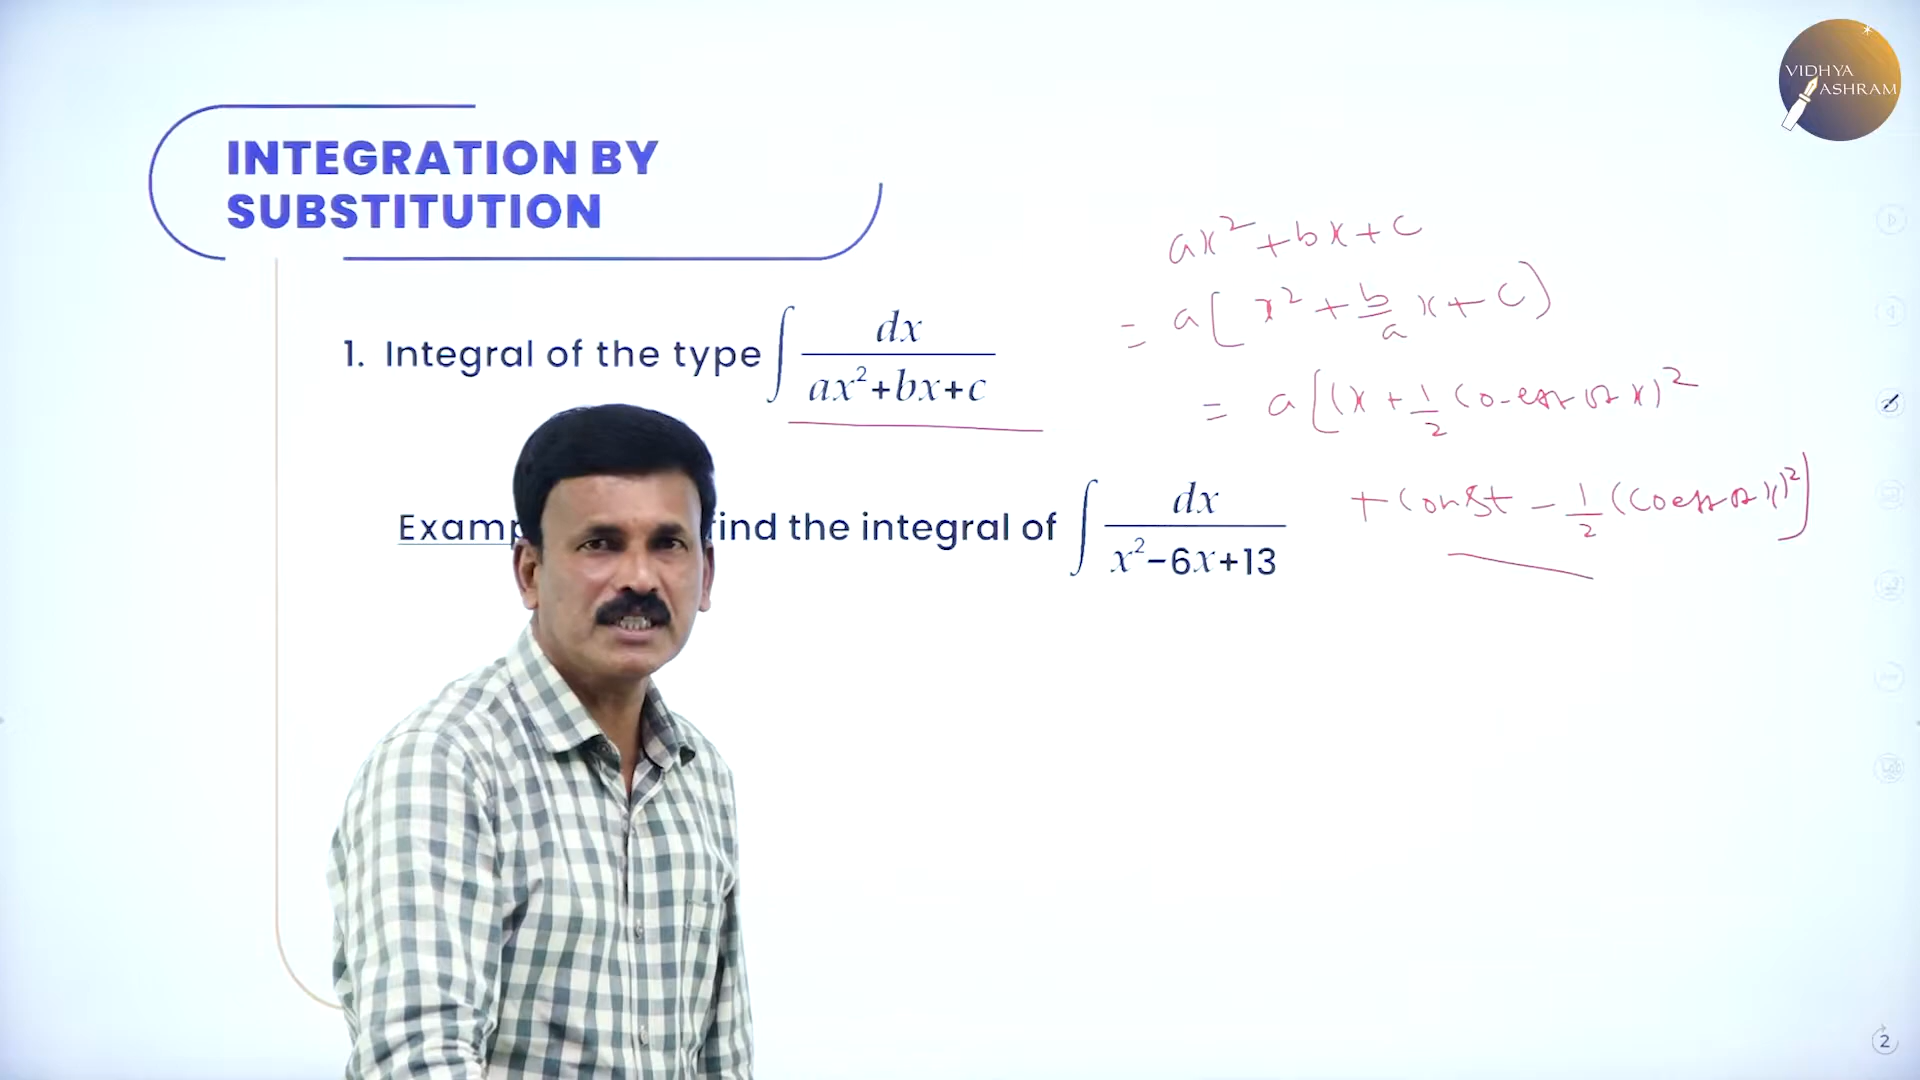 VIDHYA
ASHRAM
INTEGRATION BY
SUBSTITUTION
1. Integral of the type ∫ dx / ax²+bx+c
Examp find the integral of ∫ dx / x²−6x+13
ax² + bx + c
= a[ x² + b/a x + c )
= a[(x + 1/2 (o-eff of x)²
+ const − 1/2 (coeff of x)²]
2